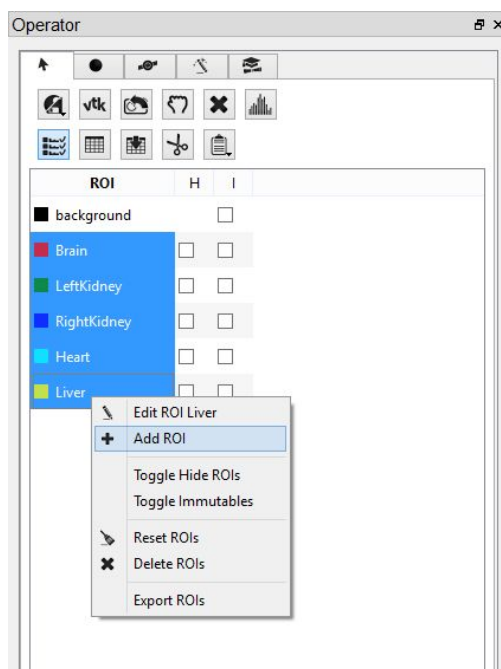 Operator
vtk
ROI H I
background
Brain
LeftKidney
RightKidney
Heart
Liver
Edit ROI Liver
Add ROI
Toggle Hide ROIs
Toggle Immutables
Reset ROIs
Delete ROIs
Export ROIs